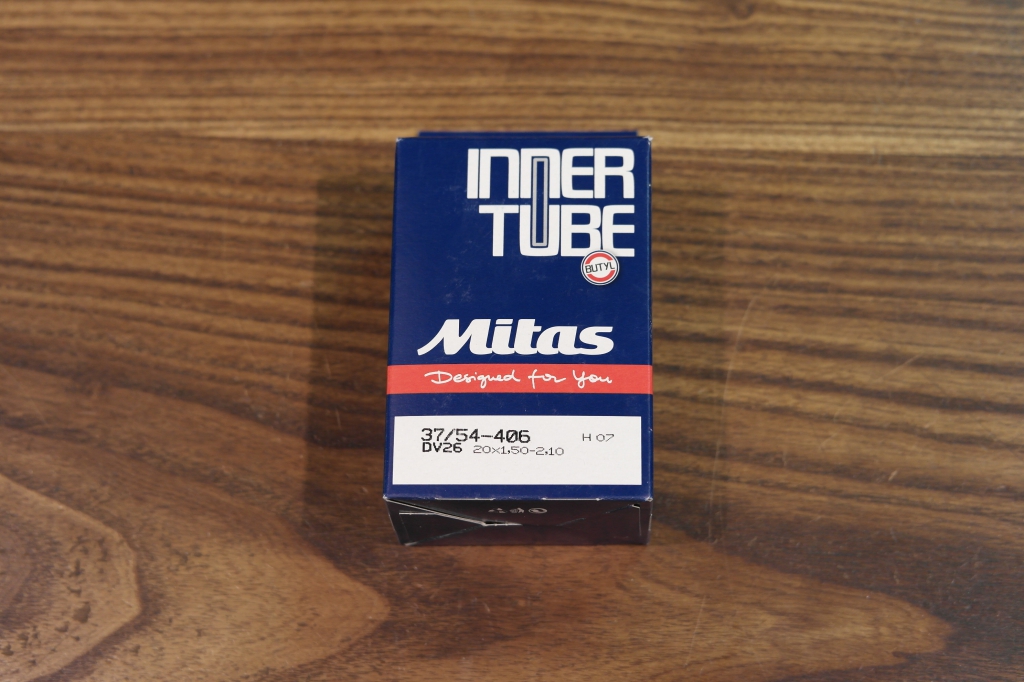 INNER
TUBE
BUTYL
Mitas
Designed for You
37/54-406 H 07
DV26 20x1,50-2,10